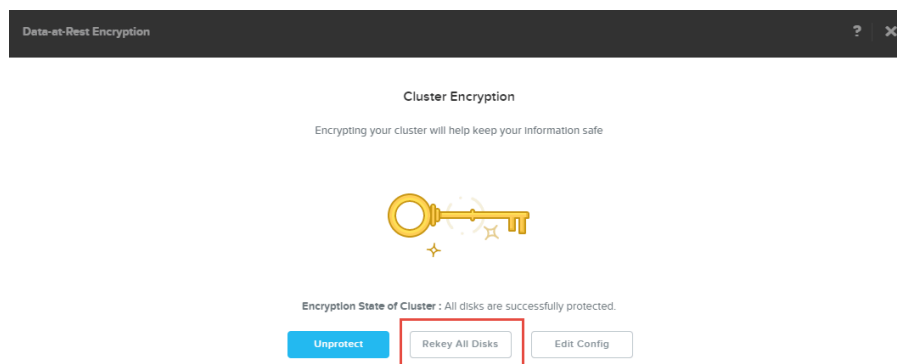 Data-at-Rest Encryption ?
Cluster Encryption
Encrypting your cluster will help keep your information safe
Encryption State of Cluster : All disks are successfully protected.
Unprotect Rekey All Disks Edit Config